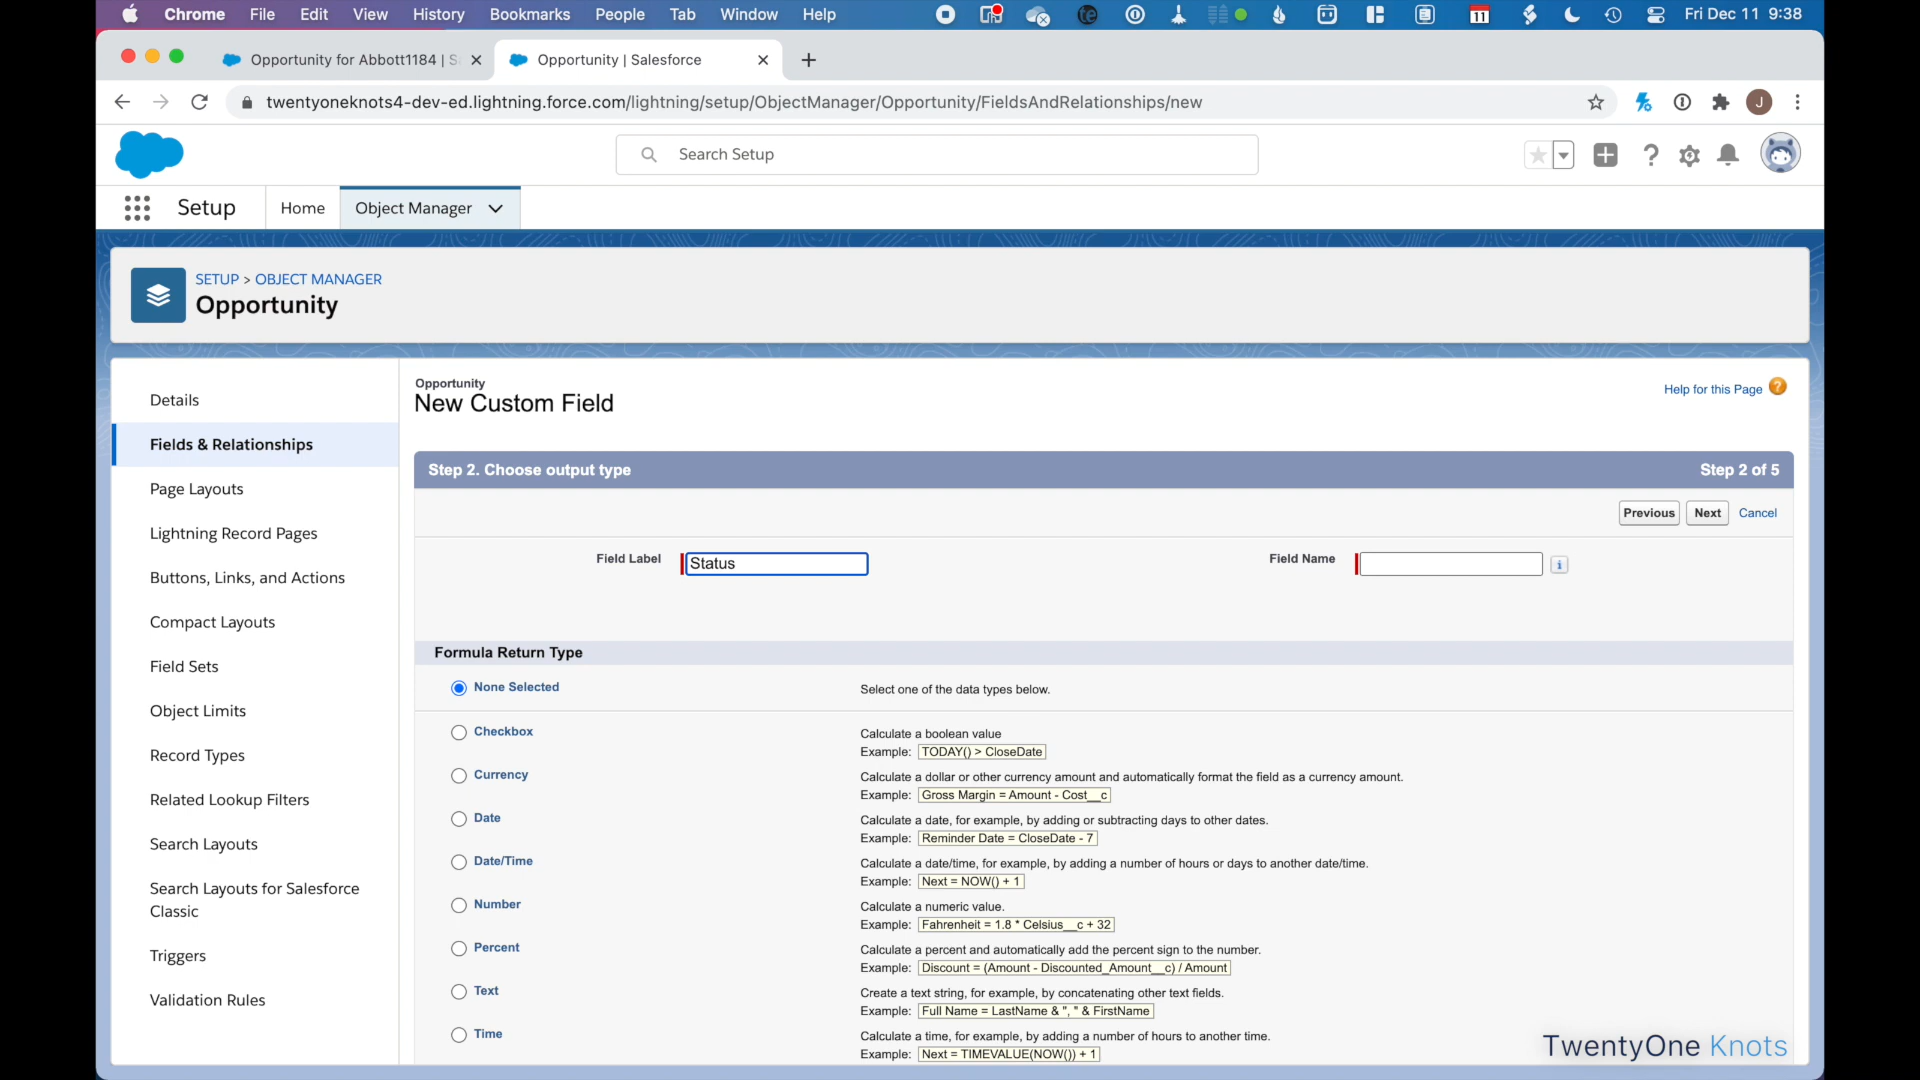 Chrome File Edit View History Bookmarks People Tab Window Help
11
Fri Dec 11 9:38
Opportunity for Abbott1184 | S
Opportunity | Salesforce
twentyoneknots4-dev-ed.lightning.force.com/lightning/setup/ObjectManager/Opportunity/FieldsAndRelationships/new
J
Search Setup
Setup
Home
Object Manager
SETUP > OBJECT MANAGER
Opportunity
Details
Fields & Relationships
Page Layouts
Lightning Record Pages
Buttons, Links, and Actions
Compact Layouts
Field Sets
Object Limits
Record Types
Related Lookup Filters
Search Layouts
Search Layouts for Salesforce
Classic
Triggers
Validation Rules
Opportunity
New Custom Field
Help for this Page
Step 2. Choose output type
Step 2 of 5
Previous Next Cancel
Field Label
Status
Field Name
Formula Return Type
None Selected
Select one of the data types below.
Checkbox
Calculate a boolean value
Example: TODAY() > CloseDate
Currency
Calculate a dollar or other currency amount and automatically format the field as a currency amount.
Example: Gross Margin = Amount - Cost__c
Date
Calculate a date, for example, by adding or subtracting days to other dates.
Example: Reminder Date = CloseDate - 7
Date/Time
Calculate a date/time, for example, by adding a number of hours or days to another date/time.
Example: Next = NOW() + 1
Number
Calculate a numeric value.
Example: Fahrenheit = 1.8 * Celsius__c + 32
Percent
Calculate a percent and automatically add the percent sign to the number.
Example: Discount = (Amount - Discounted_Amount__c) / Amount
Text
Create a text string, for example, by concatenating other text fields.
Example: Full Name = LastName & ", " & FirstName
Time
Calculate a time, for example, by adding a number of hours to another time.
Example: Next = TIMEVALUE(NOW()) + 1
TwentyOne Knots